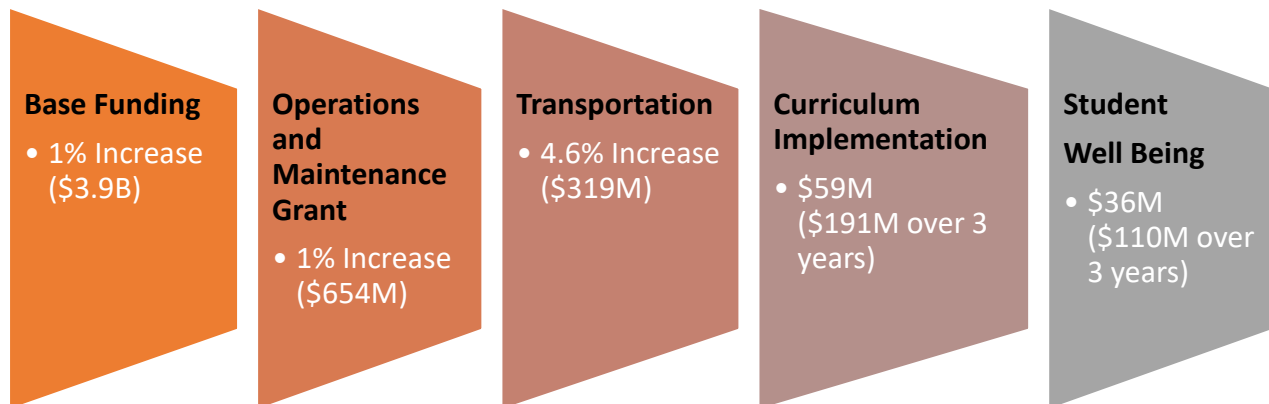 Base Funding
• 1% Increase
($3.9B)
Operations
and
Maintenance
Grant
• 1% Increase
($654M)
Transportation
• 4.6% Increase
($319M)
Curriculum
Implementation
• $59M
($191M over 3
years)
Student
Well Being
• $36M
($110M over
3 years)